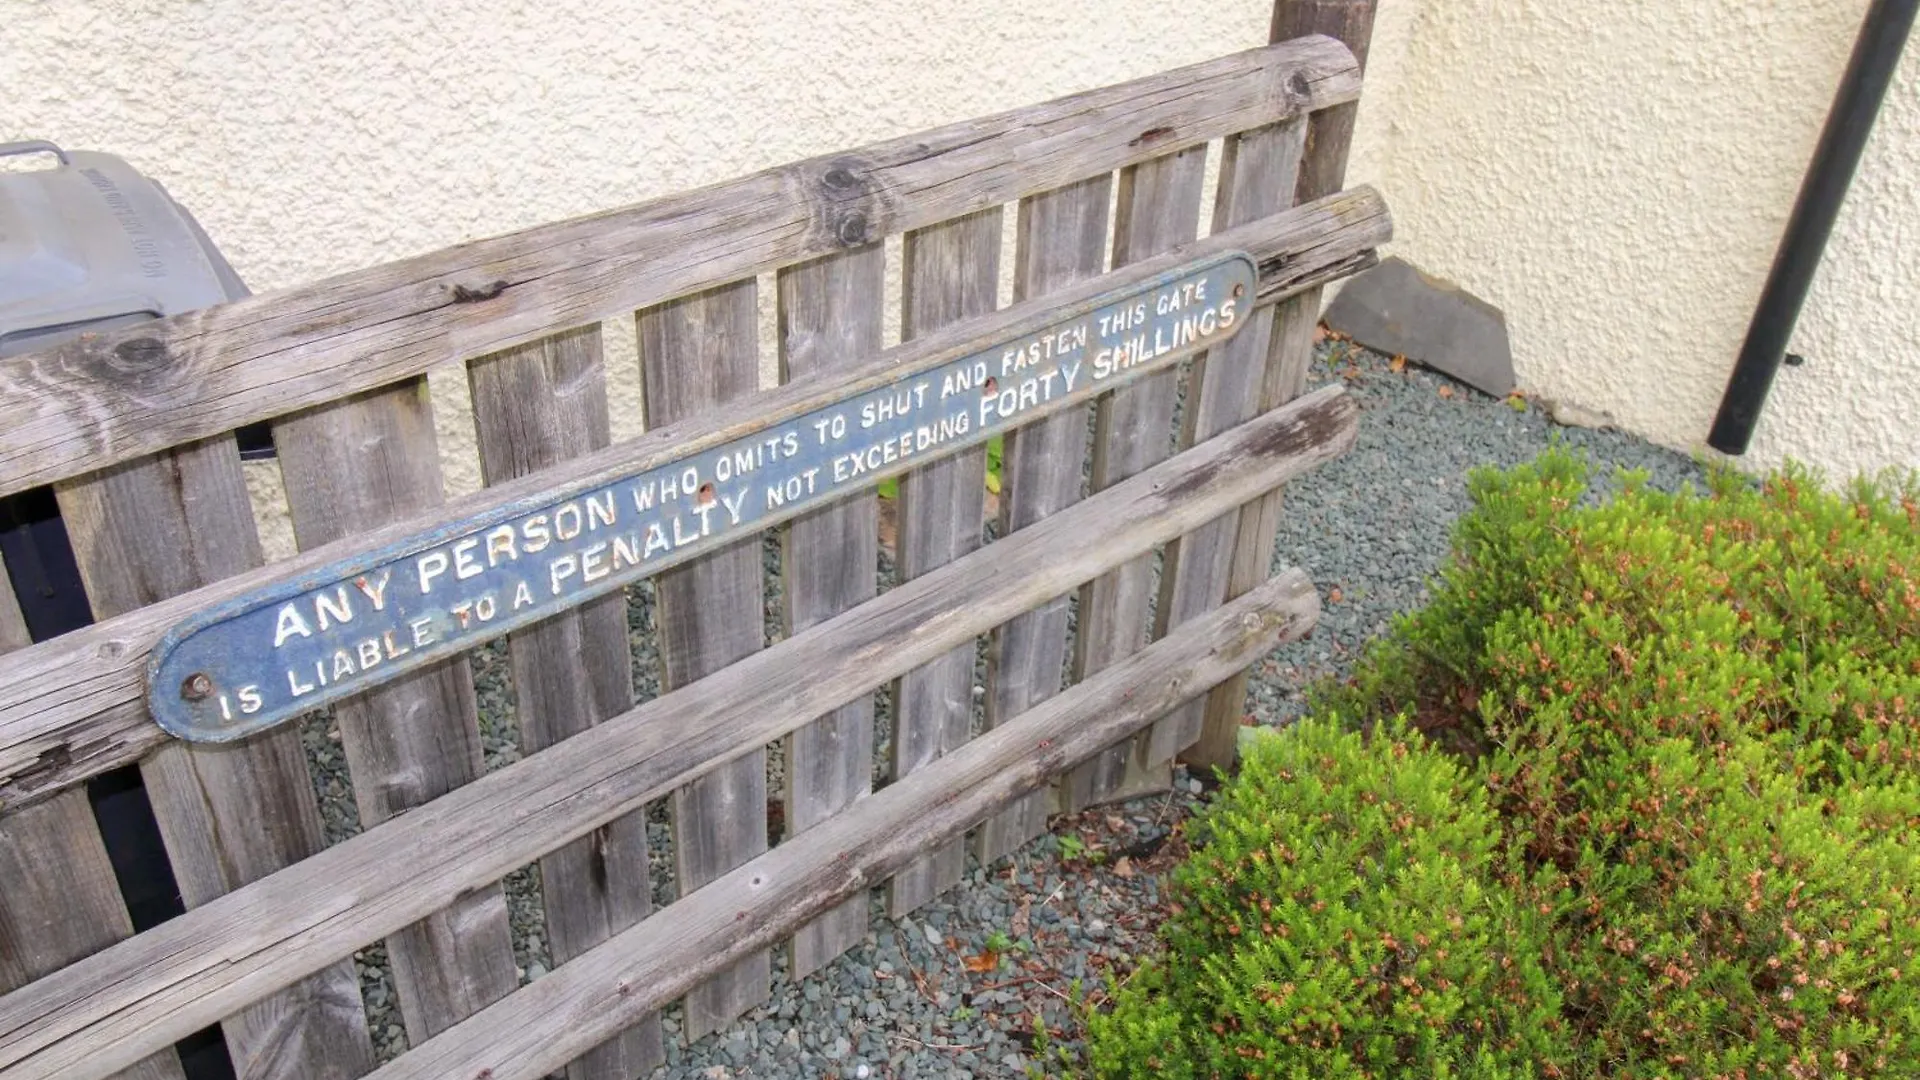 ANY PERSON WHO OMITS TO SHUT AND FASTEN THIS GATE
IS LIABLE TO A PENALTY NOT EXCEEDING FORTY SHILLINGS